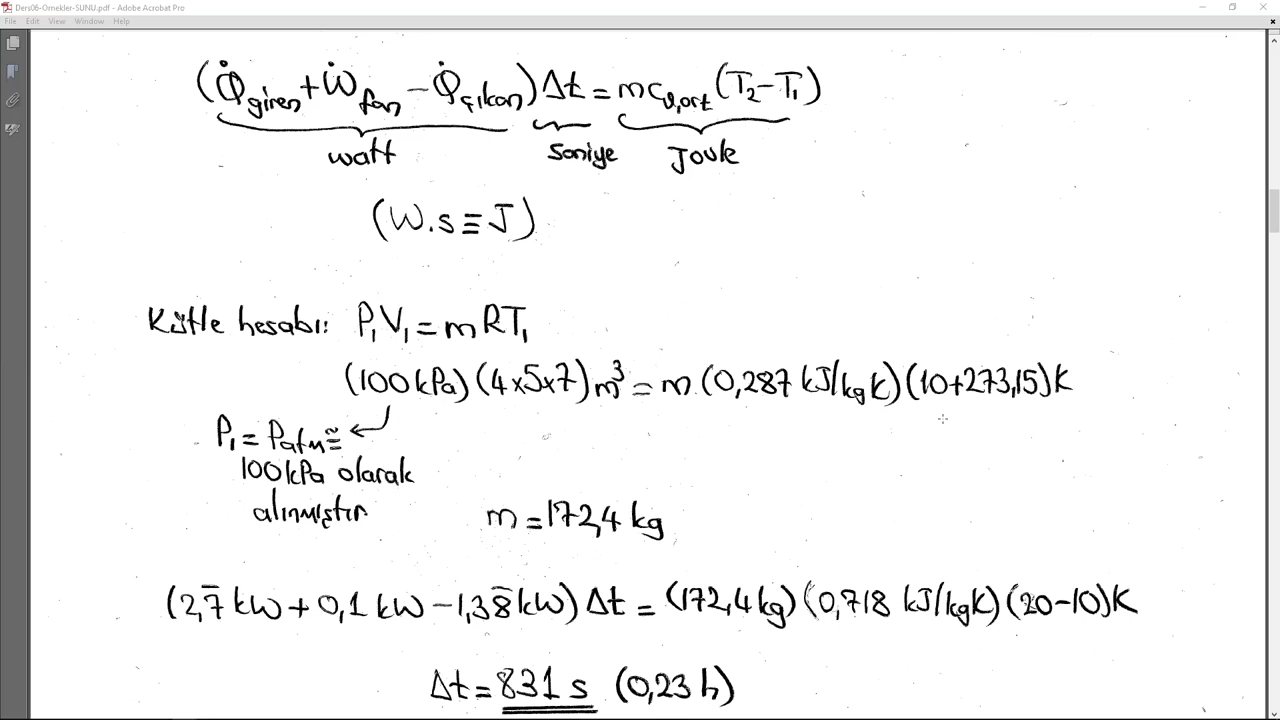 Ders06-Ornekler-SUNU.pdf - Adobe Acrobat Pro
File Edit View Window Help
(Q̇giren + Ẇfan − Q̇çıkan) Δt = m cv,ort (T₂−T₁)
watt saniye Joule
(W.s ≡ J)
Kütle hesabı: P₁V₁ = mRT₁
(100 kPa) (4x5x7) m³ = m (0,287 kJ/kgK) (10+273,15) K
P₁ = Patm ≅
100 kPa olarak
alınmıştır.
m = 172,4 kg
(2,7̅ kW + 0,1 kW − 1,38̅ kW) Δt = (172,4 kg) (0,718 kJ/kgK) (20−10) K
Δt = 831 s (0,23 h)